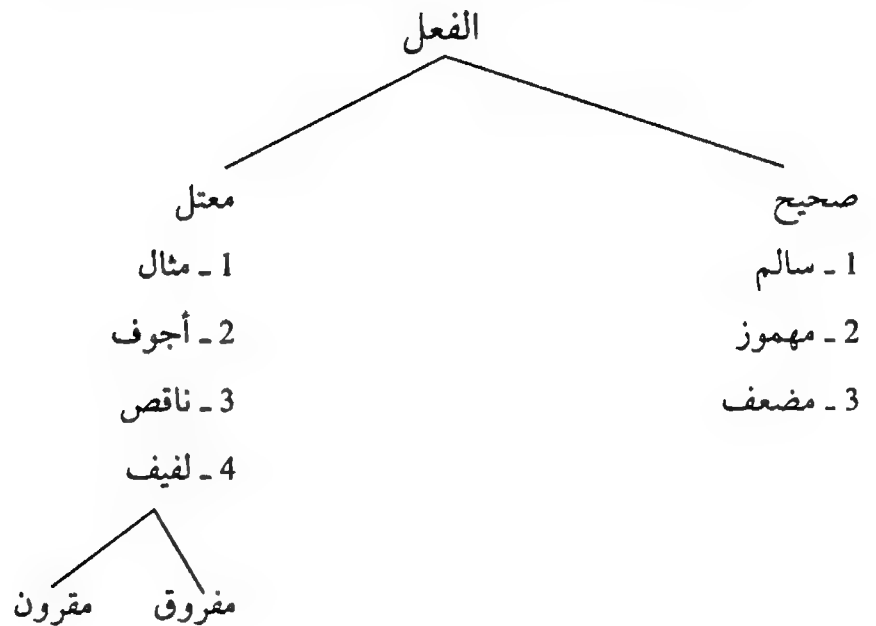 الفعل
صحيح
1 ـ سالم
2 ـ مهموز
3 ـ مضعف
معتل
1 ـ مثال
2 ـ أجوف
3 ـ ناقص
4 ـ لفيف
مفروق
مقرون